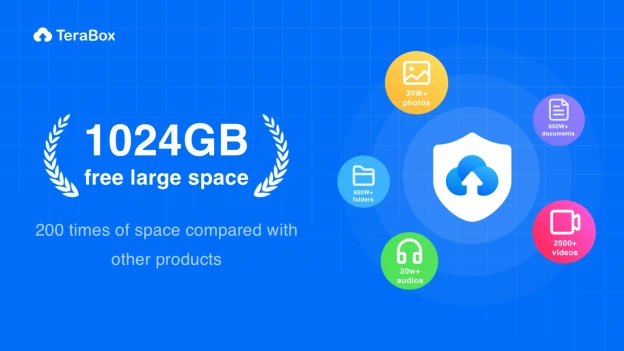 TeraBox
1024GB
free large space
200 times of space compared with
other products
30W+
photos
650W+
documents
650W+
folders
2500+
videos
20w+
audios